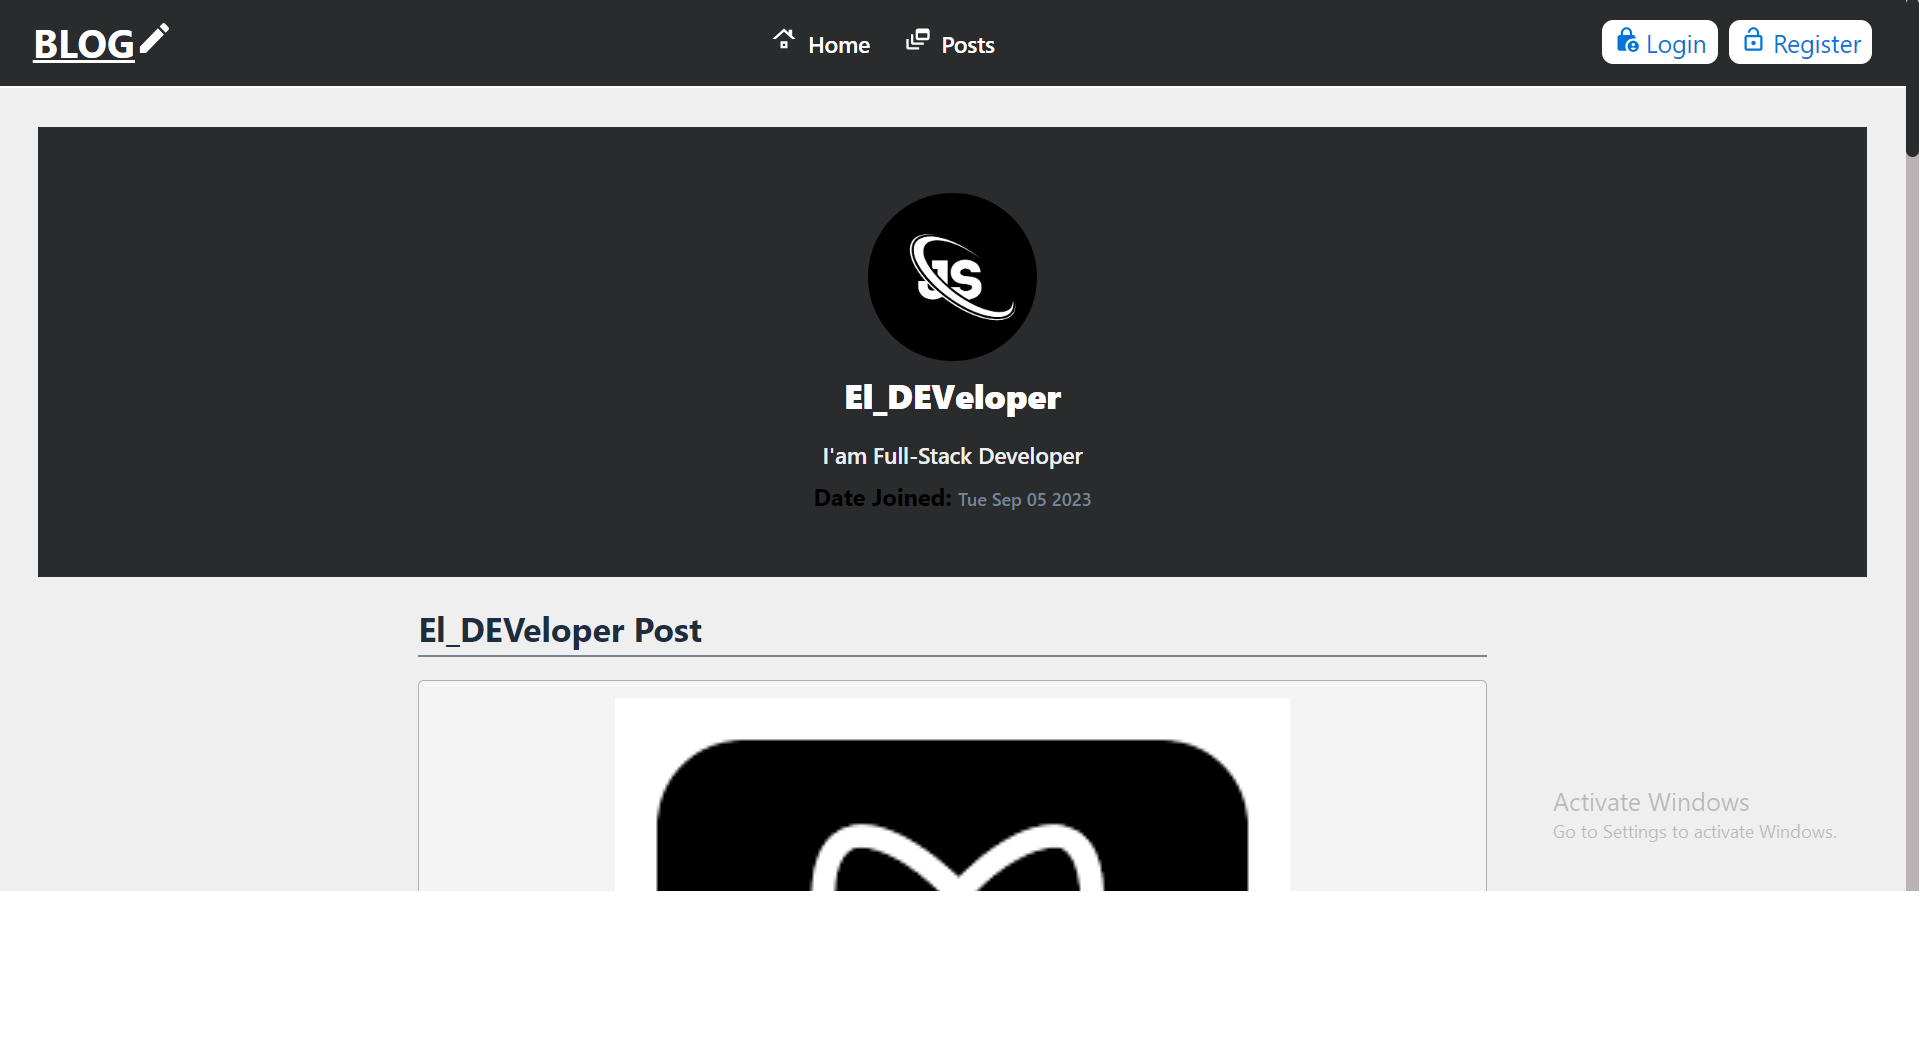 BLOG
Home
Posts
Login
Register
JS
El_DEVeloper
I'am Full-Stack Developer
Date Joined: Tue Sep 05 2023
El_DEVeloper Post
Activate Windows
Go to Settings to activate Windows.